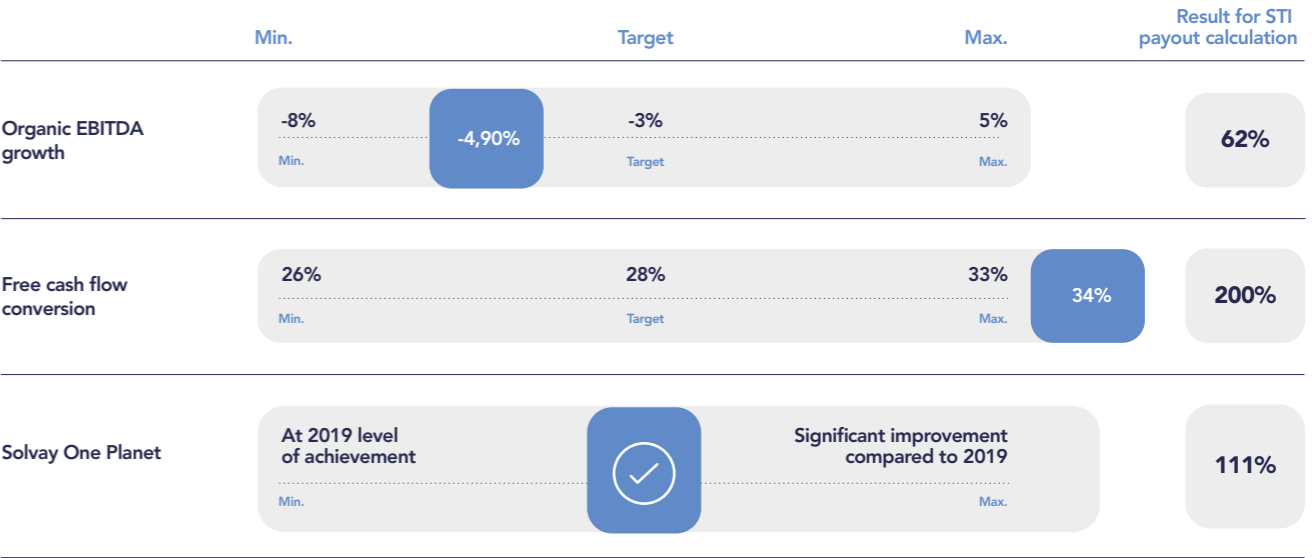 Min.
Target
Max.
Result for STI
payout calculation
Organic EBITDA
growth
-8%
-4,90%
-3%
5%
Min.
Target
Max.
62%
Free cash flow
conversion
26%
28%
33%
34%
Min.
Target
Max.
200%
Solvay One Planet
At 2019 level
of achievement
Significant improvement
compared to 2019
Min.
Max.
111%